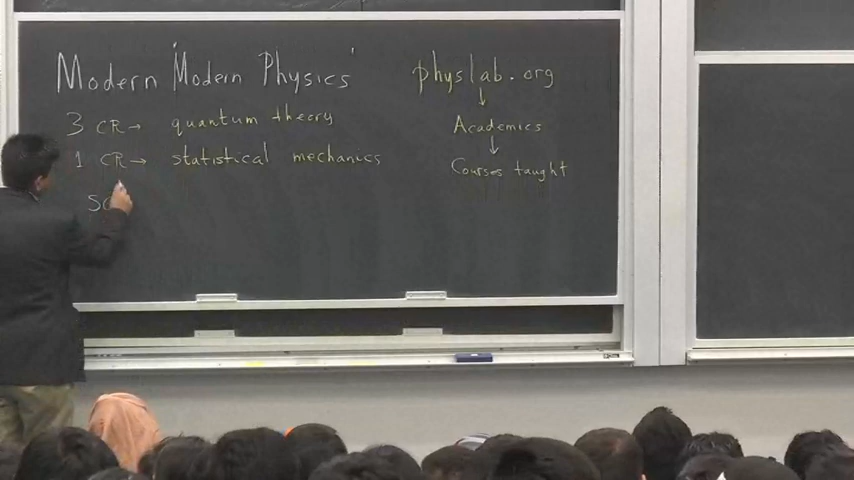 Modern 'Modern Physics'
3 CR → quantum theory
1 CR → statistical mechanics
physlab.org
↓
Academics
↓
Courses taught